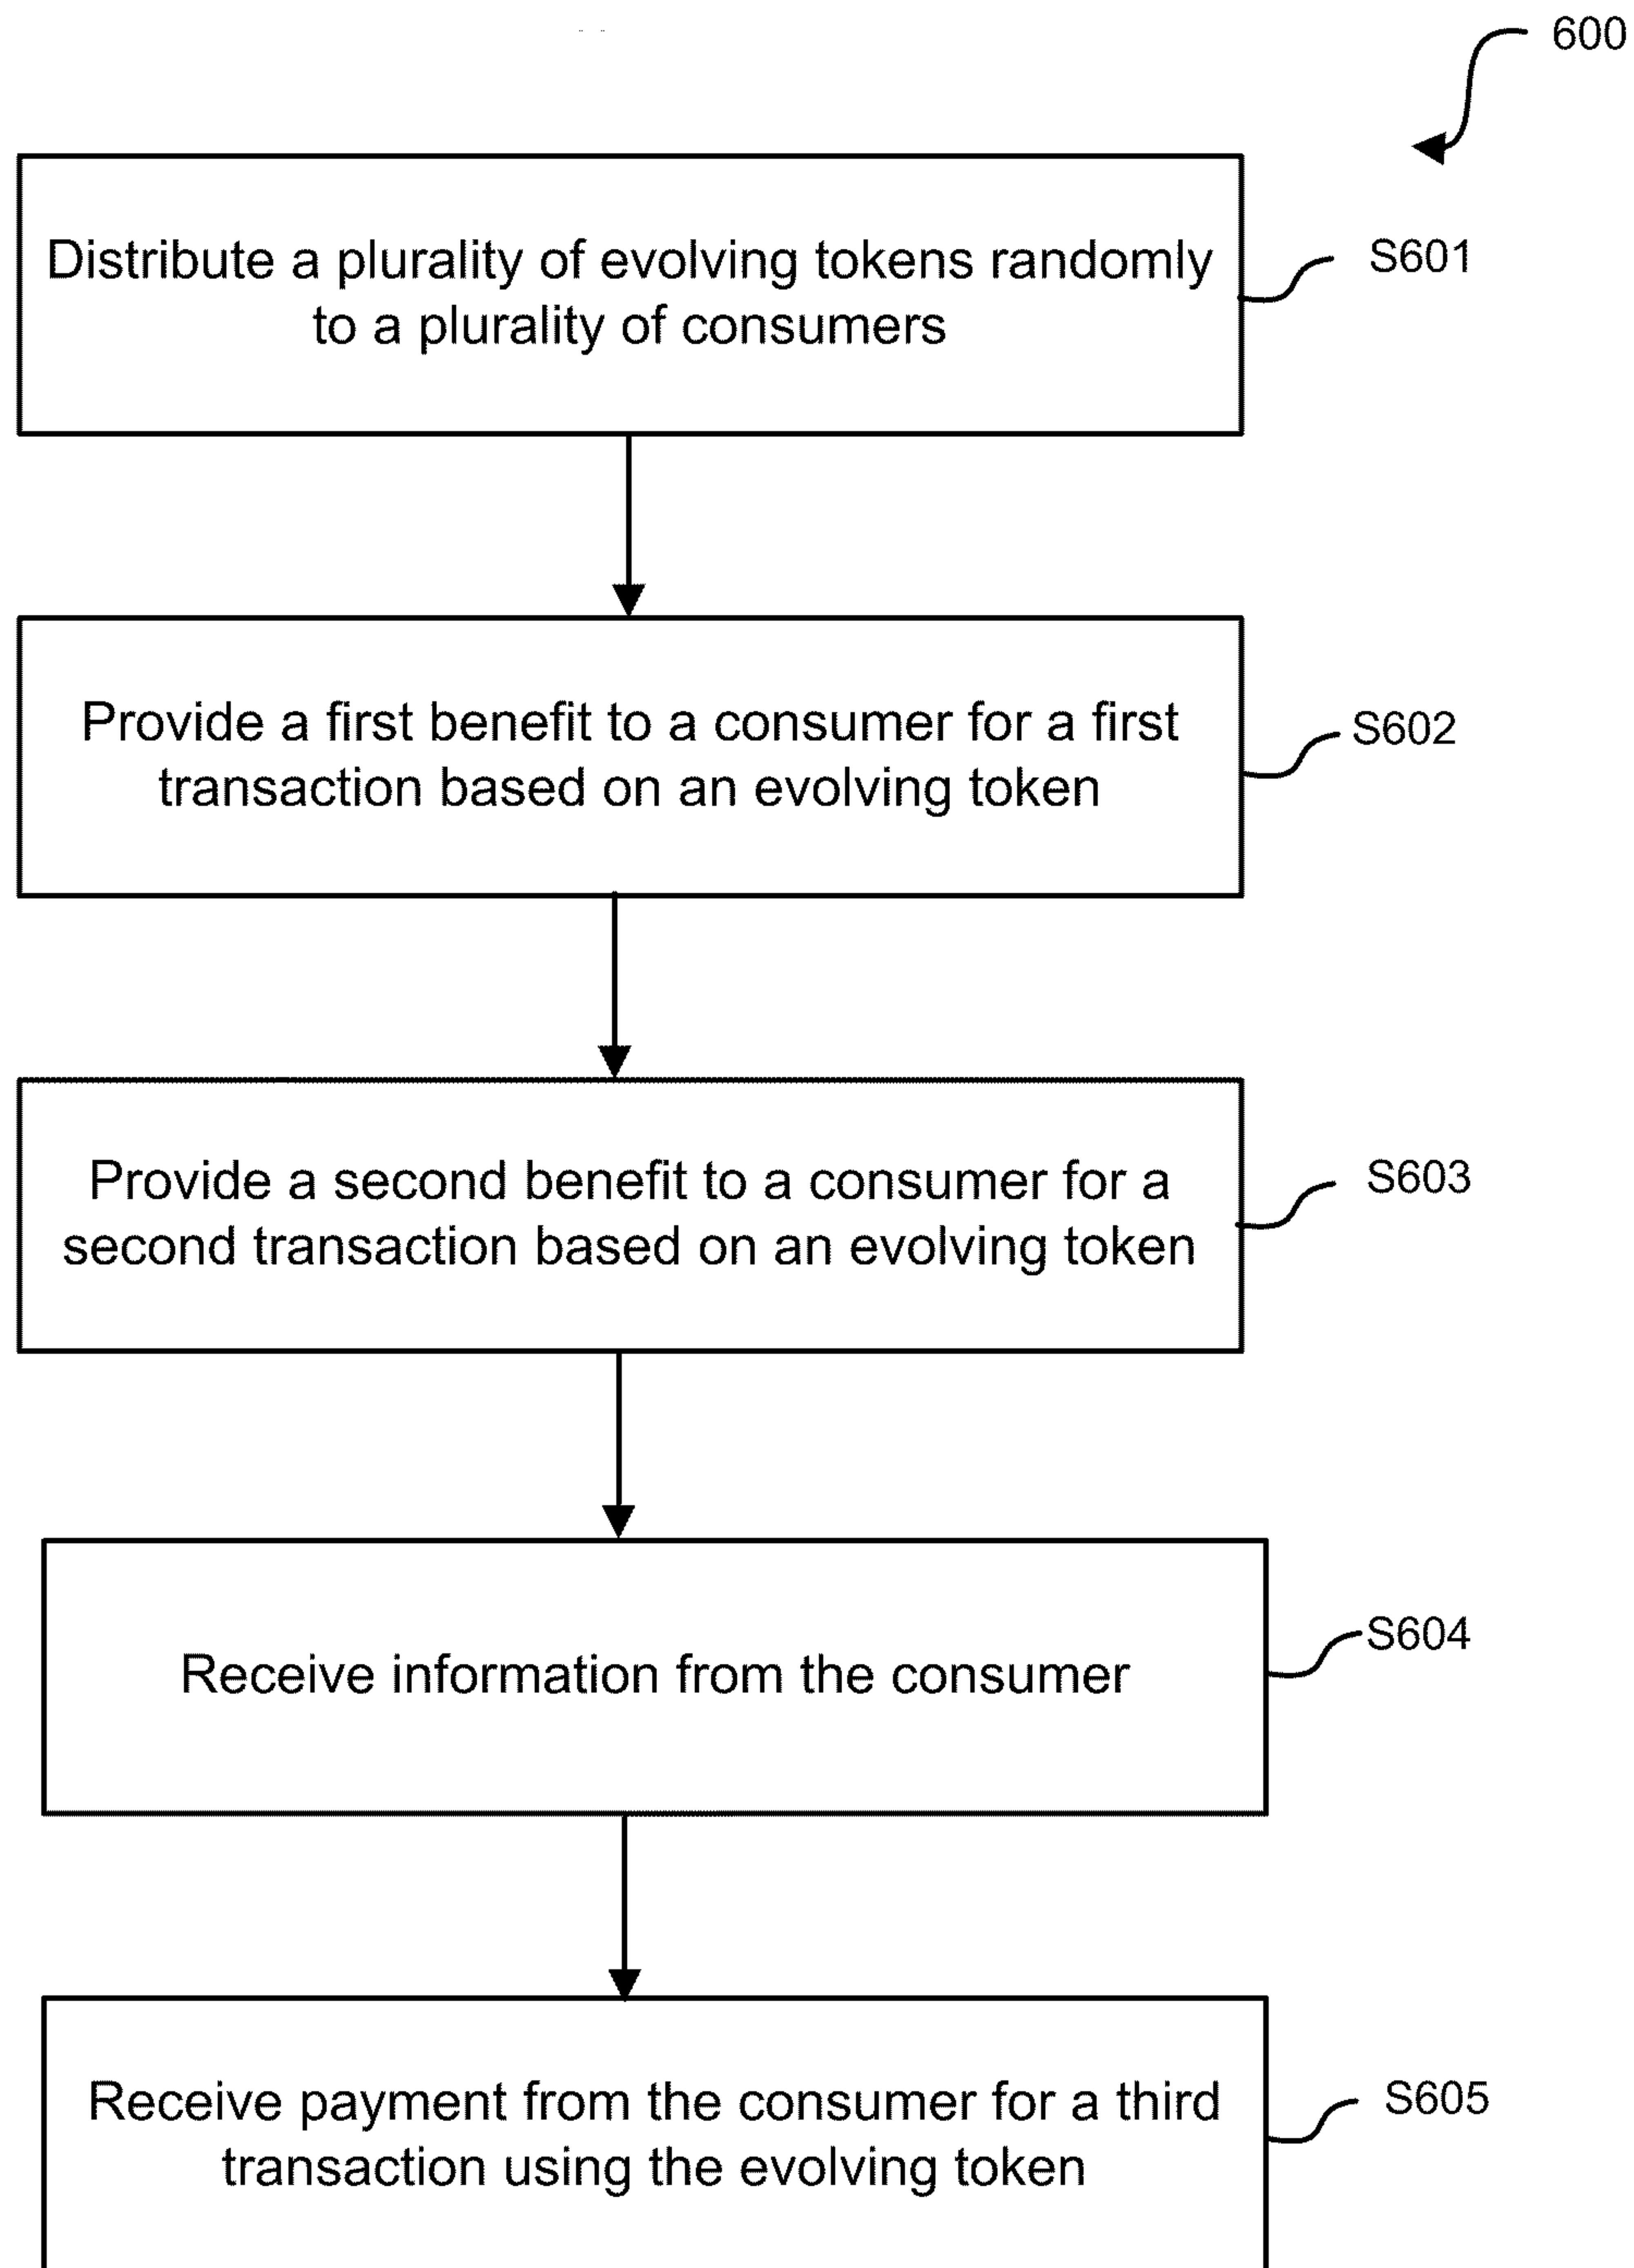 600
Distribute a plurality of evolving tokens randomly
to a plurality of consumers
S601
Provide a first benefit to a consumer for a first
transaction based on an evolving token
S602
Provide a second benefit to a consumer for a
second transaction based on an evolving token
S603
Receive information from the consumer
S604
Receive payment from the consumer for a third
transaction using the evolving token
S605